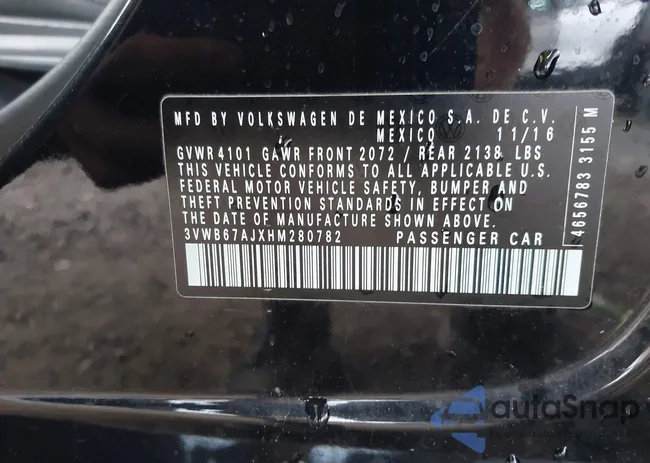 MFD BY VOLKSWAGEN DE MEXICO S.A. DE C.V.
MEXICO 11/16
GVWR 4101 GAWR FRONT 2072 / REAR 2138 LBS
THIS VEHICLE CONFORMS TO ALL APPLICABLE U.S.
FEDERAL MOTOR VEHICLE SAFETY, BUMPER AND
THEFT PREVENTION STANDARDS IN EFFECT ON
THE DATE OF MANUFACTURE SHOWN ABOVE.
3VWB67AJXHM280782 PASSENGER CAR
4656783 3155 M
autoSnap